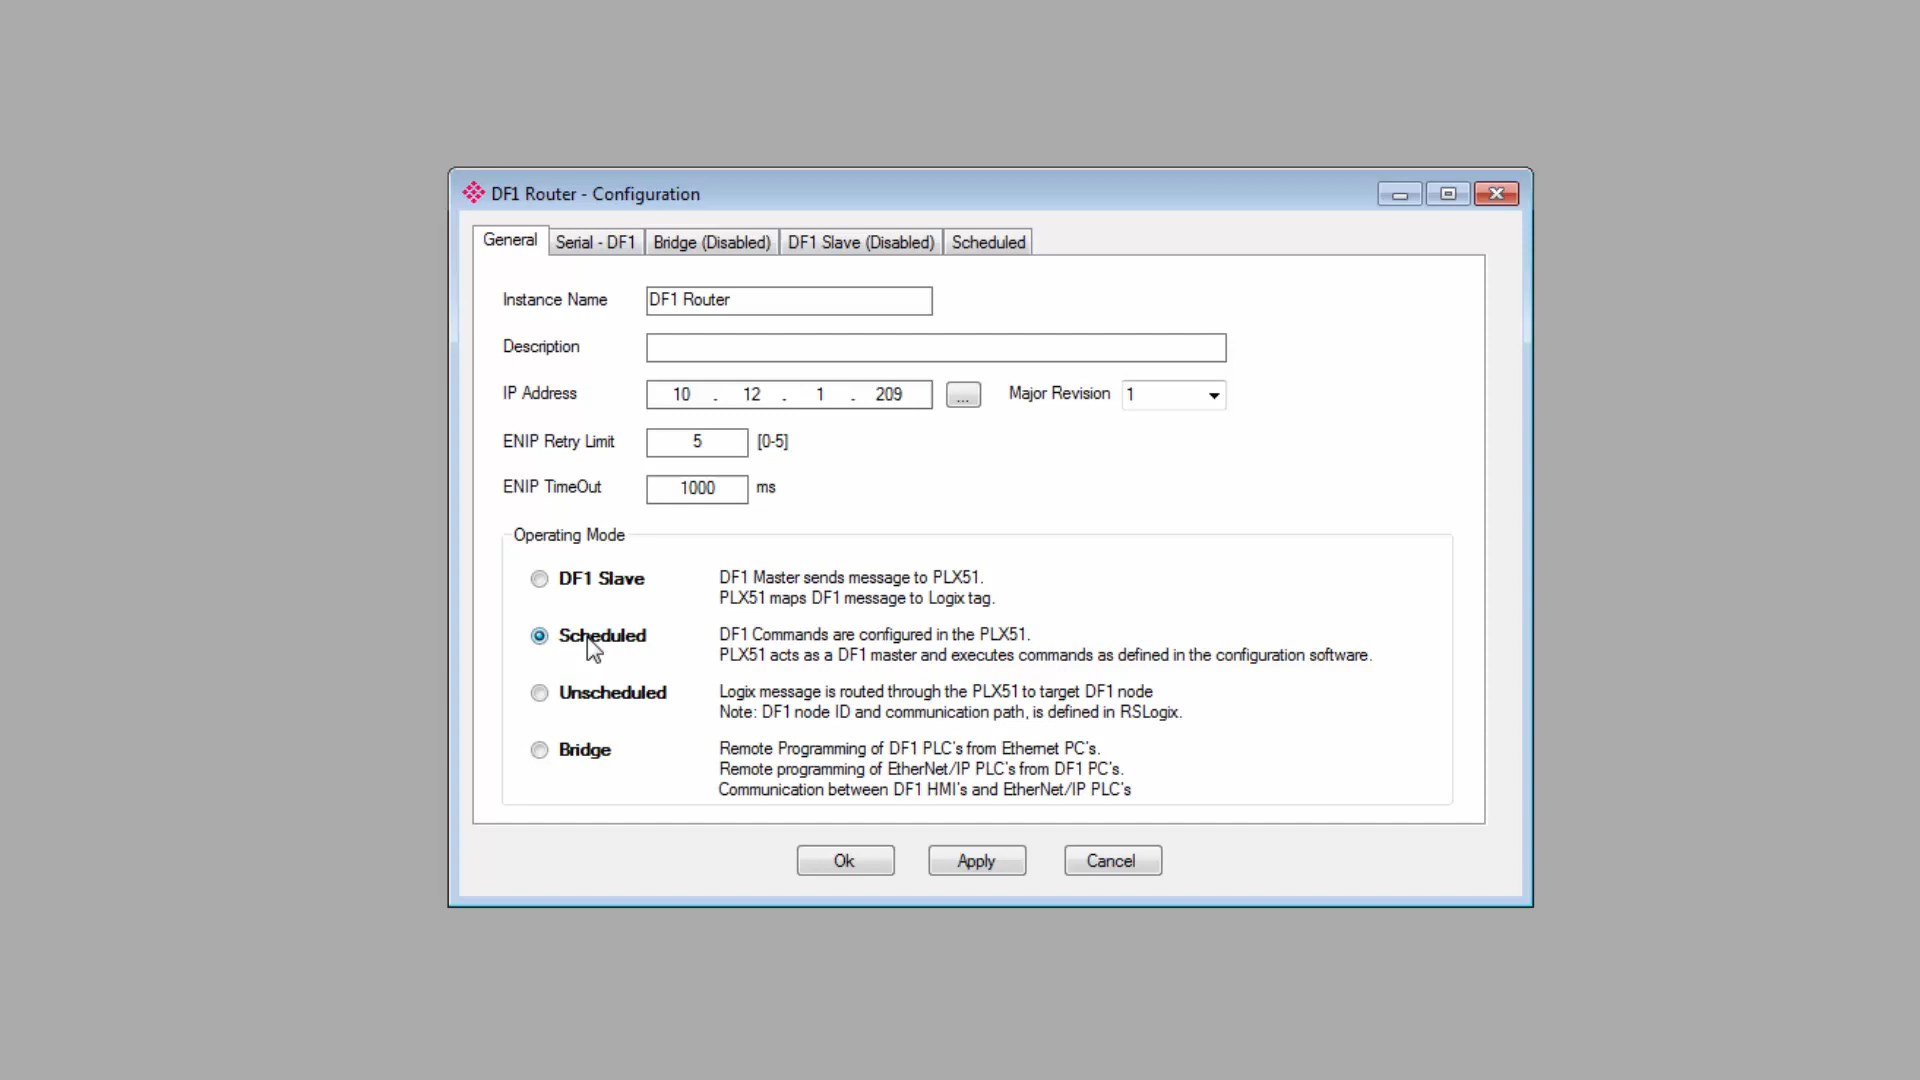 DF1 Router - Configuration
General Serial - DF1 Bridge (Disabled) DF1 Slave (Disabled) Scheduled
Instance Name DF1 Router
Description
IP Address 10 . 12 . 1 . 209 ... Major Revision 1
ENIP Retry Limit 5 [0-5]
ENIP TimeOut 1000 ms
Operating Mode
DF1 Slave DF1 Master sends message to PLX51.
PLX51 maps DF1 message to Logix tag.
Scheduled DF1 Commands are configured in the PLX51.
PLX51 acts as a DF1 master and executes commands as defined in the configuration software.
Unscheduled Logix message is routed through the PLX51 to target DF1 node
Note: DF1 node ID and communication path, is defined in RSLogix.
Bridge Remote Programming of DF1 PLC's from Ethernet PC's.
Remote programming of EtherNet/IP PLC's from DF1 PC's.
Communication between DF1 HMI's and EtherNet/IP PLC's
Ok Apply Cancel